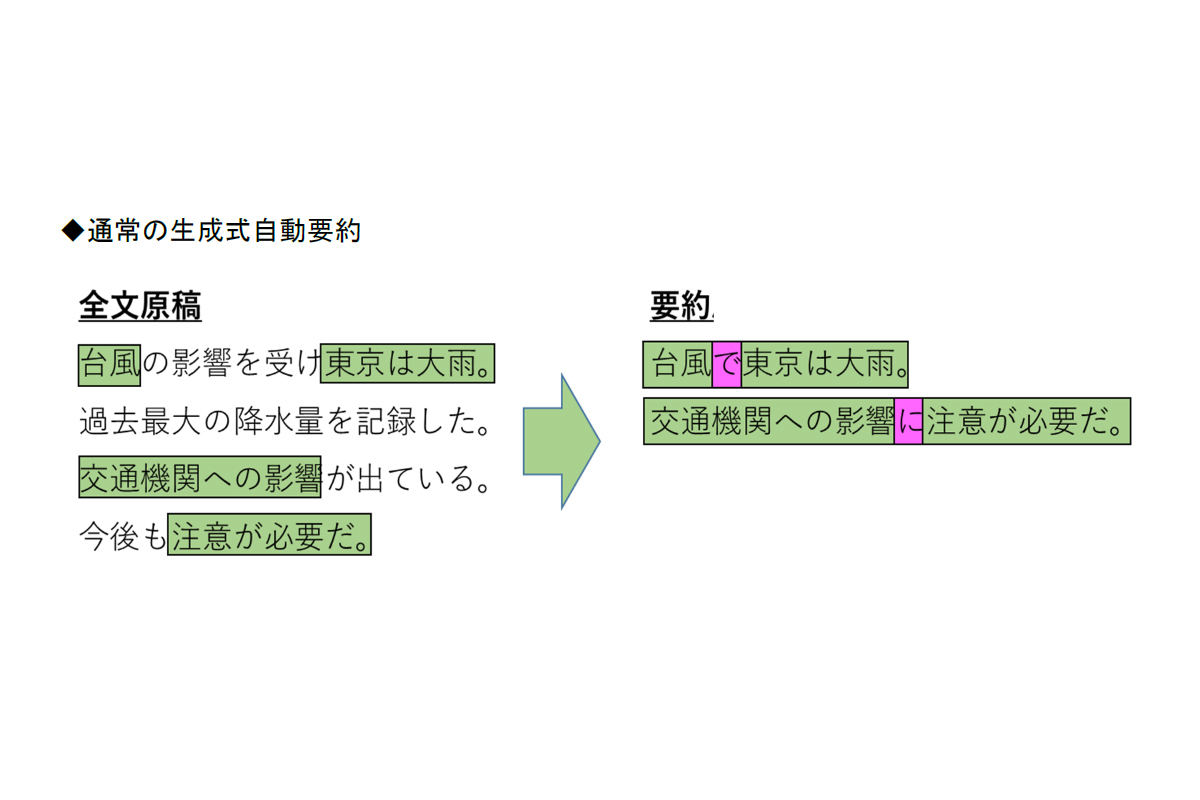 ◆通常の生成式自動要約
全文原稿
台風の影響を受け東京は大雨。
過去最大の降水量を記録した。
交通機関への影響が出ている。
今後も注意が必要だ。
要約
台風で東京は大雨。
交通機関への影響に注意が必要だ。